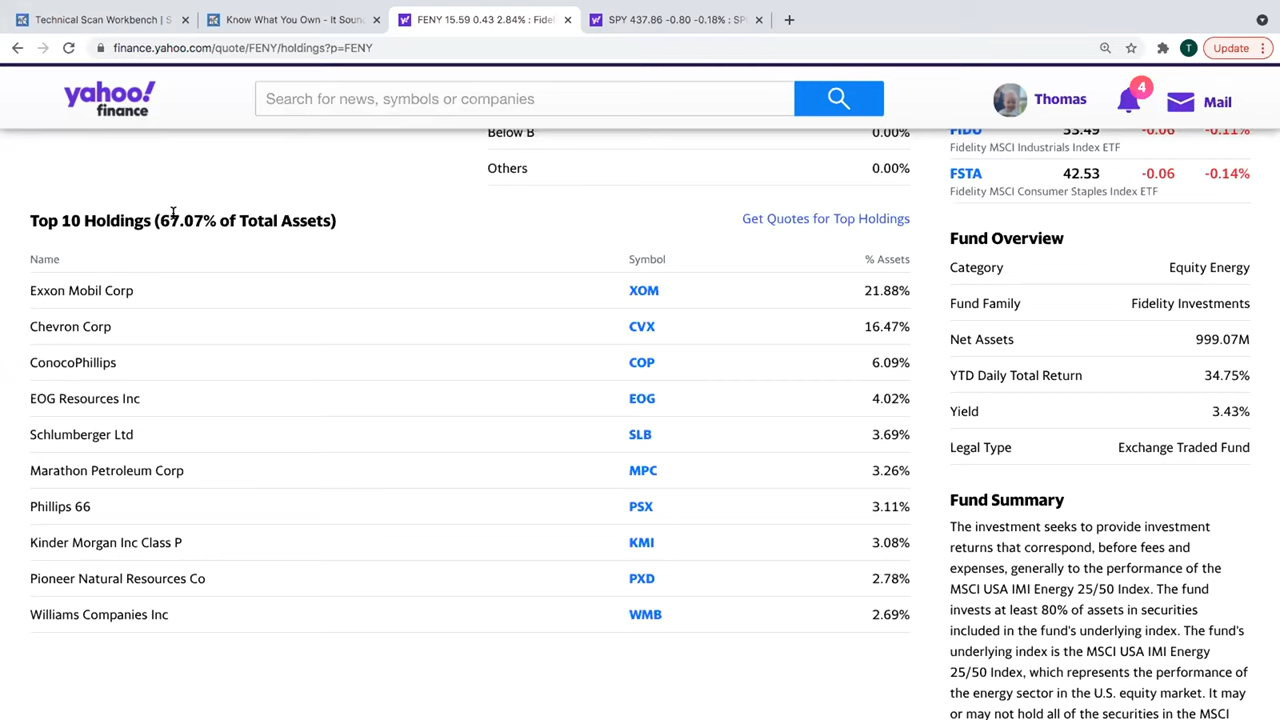 Technical Scan Workbench | S
Know What You Own - It Soun
FENY 15.59 0.43 2.84% : Fidel
SPY 437.86 -0.80 -0.18% : SP
finance.yahoo.com/quote/FENY/holdings?p=FENY
T
Update
yahoo!
finance
Search for news, symbols or companies
Thomas
4
Mail
Below B 0.00%
Others 0.00%
Top 10 Holdings (67.07% of Total Assets)
Get Quotes for Top Holdings
Name Symbol % Assets
Exxon Mobil Corp XOM 21.88%
Chevron Corp CVX 16.47%
ConocoPhillips COP 6.09%
EOG Resources Inc EOG 4.02%
Schlumberger Ltd SLB 3.69%
Marathon Petroleum Corp MPC 3.26%
Phillips 66 PSX 3.11%
Kinder Morgan Inc Class P KMI 3.08%
Pioneer Natural Resources Co PXD 2.78%
Williams Companies Inc WMB 2.69%
FIDU 53.49 -0.06 -0.11%
Fidelity MSCI Industrials Index ETF
FSTA 42.53 -0.06 -0.14%
Fidelity MSCI Consumer Staples Index ETF
Fund Overview
Category Equity Energy
Fund Family Fidelity Investments
Net Assets 999.07M
YTD Daily Total Return 34.75%
Yield 3.43%
Legal Type Exchange Traded Fund
Fund Summary
The investment seeks to provide investment
returns that correspond, before fees and
expenses, generally to the performance of the
MSCI USA IMI Energy 25/50 Index. The fund
invests at least 80% of assets in securities
included in the fund's underlying index. The fund's
underlying index is the MSCI USA IMI Energy
25/50 Index, which represents the performance of
the energy sector in the U.S. equity market. It may
or may not hold all of the securities in the MSCI